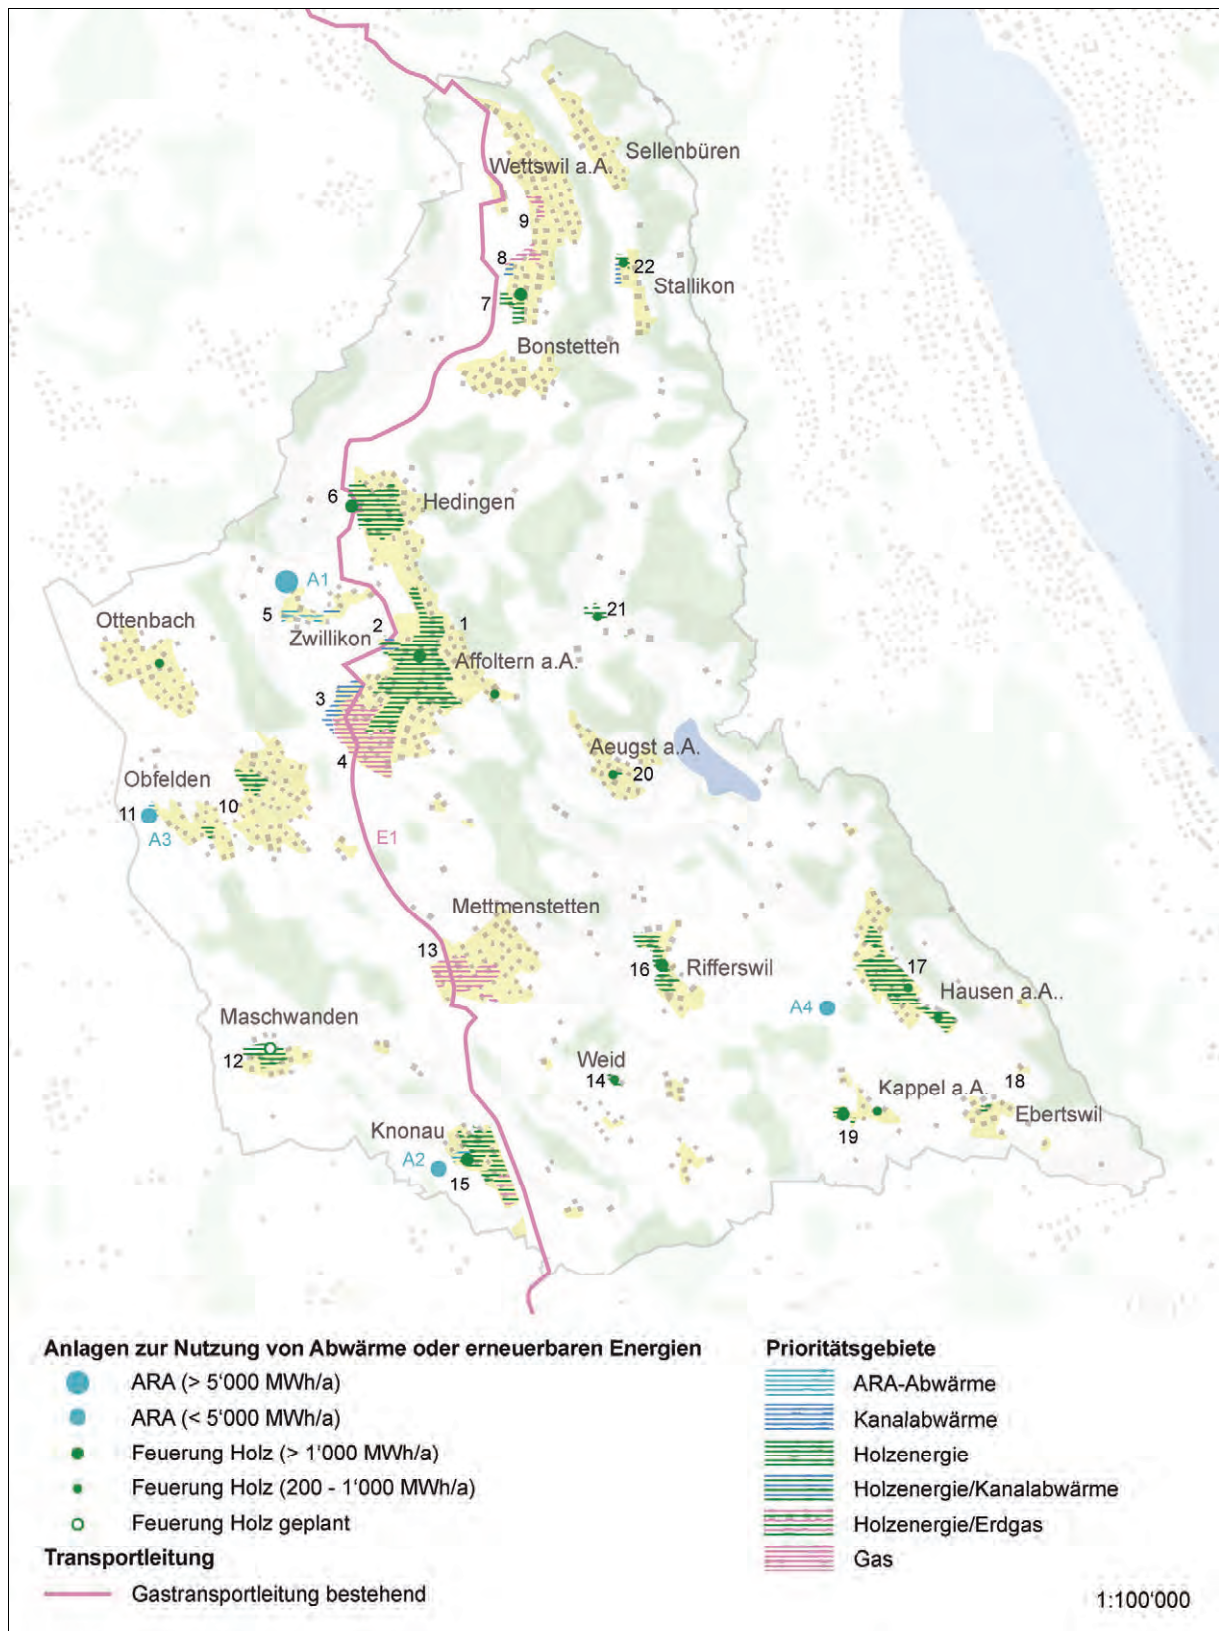 Sellenbüren
Wettswil a.A.
9
8
22
Stallikon
7
Bonstetten
6
Hedingen
A1
5
Ottenbach
Zwillikon
2
1
21
Affoltern a.A.
3
4
Aeugst a.A.
20
Obfelden
10
11
A3
E1
Mettmenstetten
13
16
Rifferswil
17
Hausen a.A..
A4
Maschwanden
12
Weid
14
Kappel a.A.
18
Ebertswil
19
Knonau
A2
15
Anlagen zur Nutzung von Abwärme oder erneuerbaren Energien
ARA (> 5'000 MWh/a)
ARA (< 5'000 MWh/a)
Feuerung Holz (> 1'000 MWh/a)
Feuerung Holz (200 - 1'000 MWh/a)
Feuerung Holz geplant
Transportleitung
Gastransportleitung bestehend
Prioritätsgebiete
ARA-Abwärme
Kanalabwärme
Holzenergie
Holzenergie/Kanalabwärme
Holzenergie/Erdgas
Gas
1:100'000